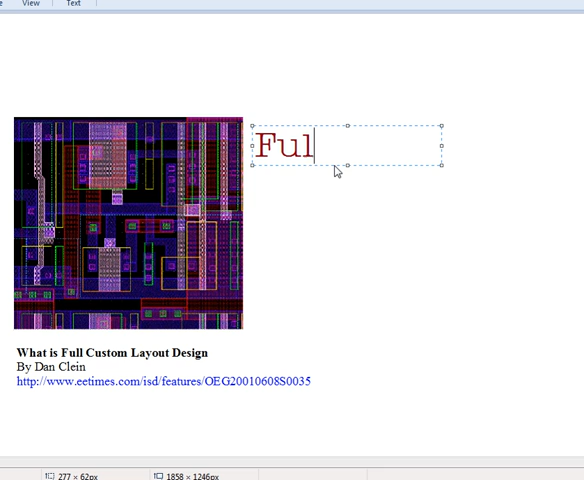 View Text
Ful
What is Full Custom Layout Design
By Dan Clein
http://www.eetimes.com/isd/features/OEG20010608S0035
277 × 62px 1858 × 1246px